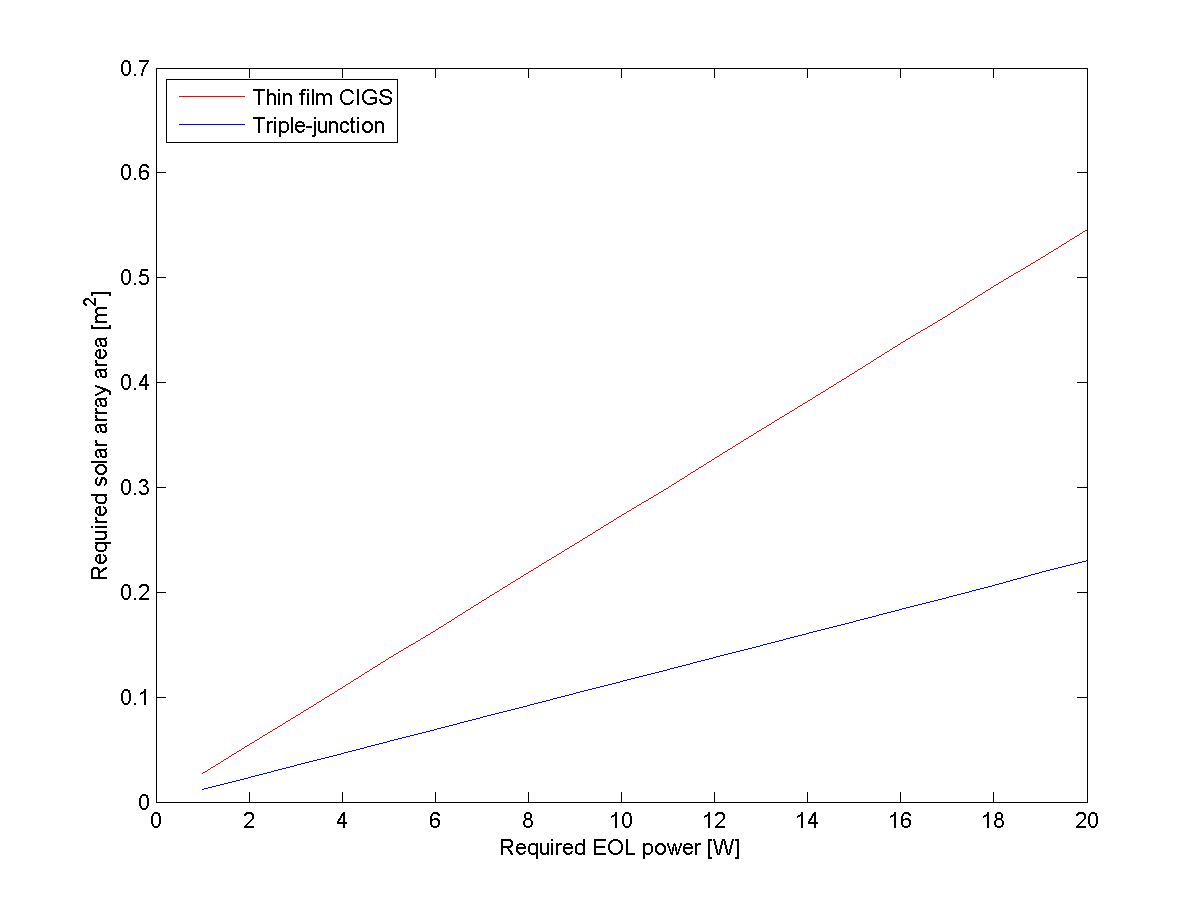 0.7
Thin film CIGS
Triple-junction
0.6
0.5
0.4
0.3
0.2
0.1
0
Required solar array area [m²]
0 2 4 6 8 10 12 14 16 18 20
Required EOL power [W]